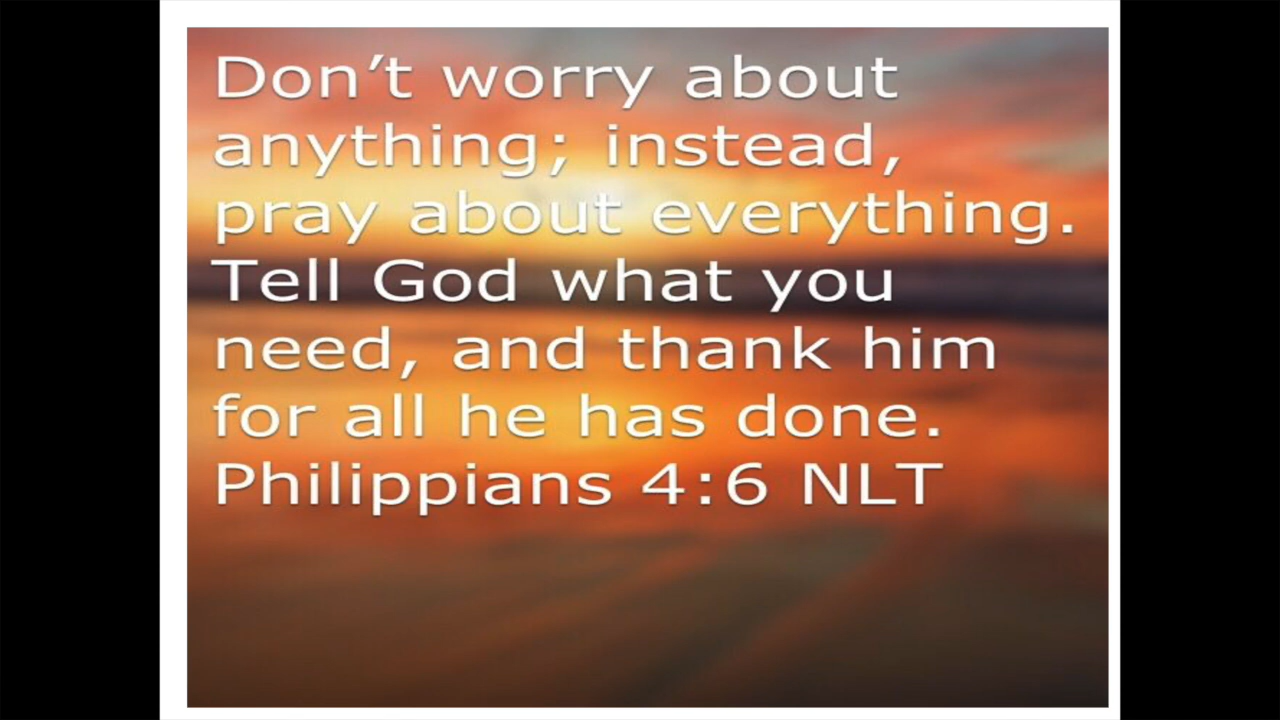 Don’t worry about
anything; instead,
pray about everything.
Tell God what you
need, and thank him
for all he has done.
Philippians 4:6 NLT